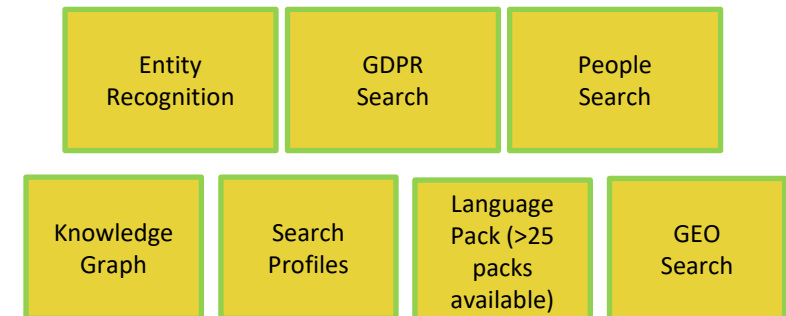 Entity
Recognition
GDPR
Search
People
Search
Knowledge
Graph
Search
Profiles
Language
Pack (>25
packs
available)
GEO
Search